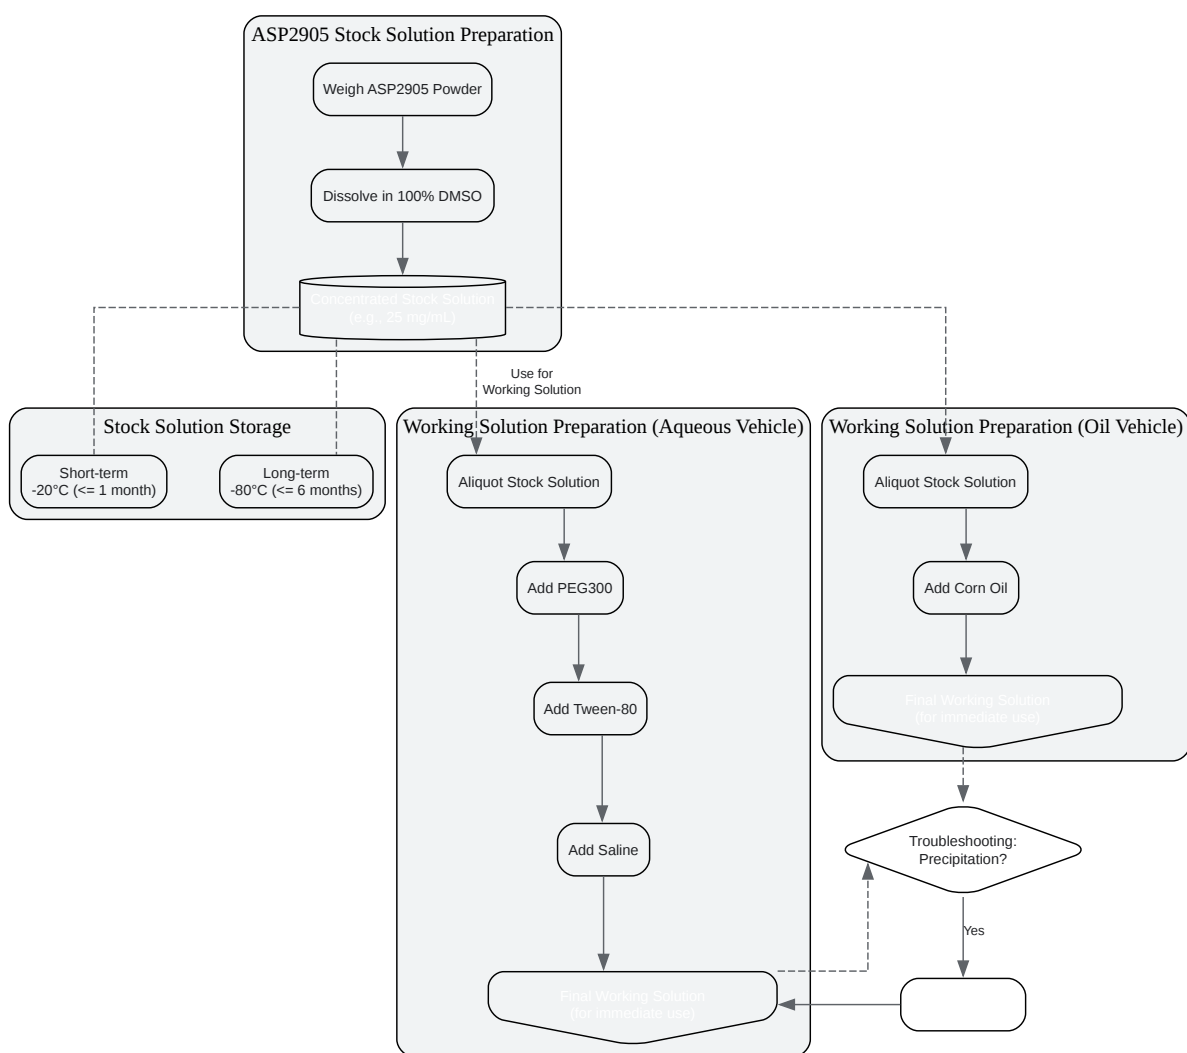 ASP2905 Stock Solution Preparation
Weigh ASP2905 Powder
Dissolve in 100% DMSO
Concentrated Stock Solution
(e.g., 25 mg/mL)
Use for
Working Solution
Stock Solution Storage
Short-term
-20°C (<= 1 month)
Long-term
-80°C (<= 6 months)
Working Solution Preparation (Aqueous Vehicle)
Aliquot Stock Solution
Add PEG300
Add Tween-80
Add Saline
Final Working Solution
(for immediate use)
Working Solution Preparation (Oil Vehicle)
Aliquot Stock Solution
Add Corn Oil
Final Working Solution
(for immediate use)
Troubleshooting:
Precipitation?
Yes